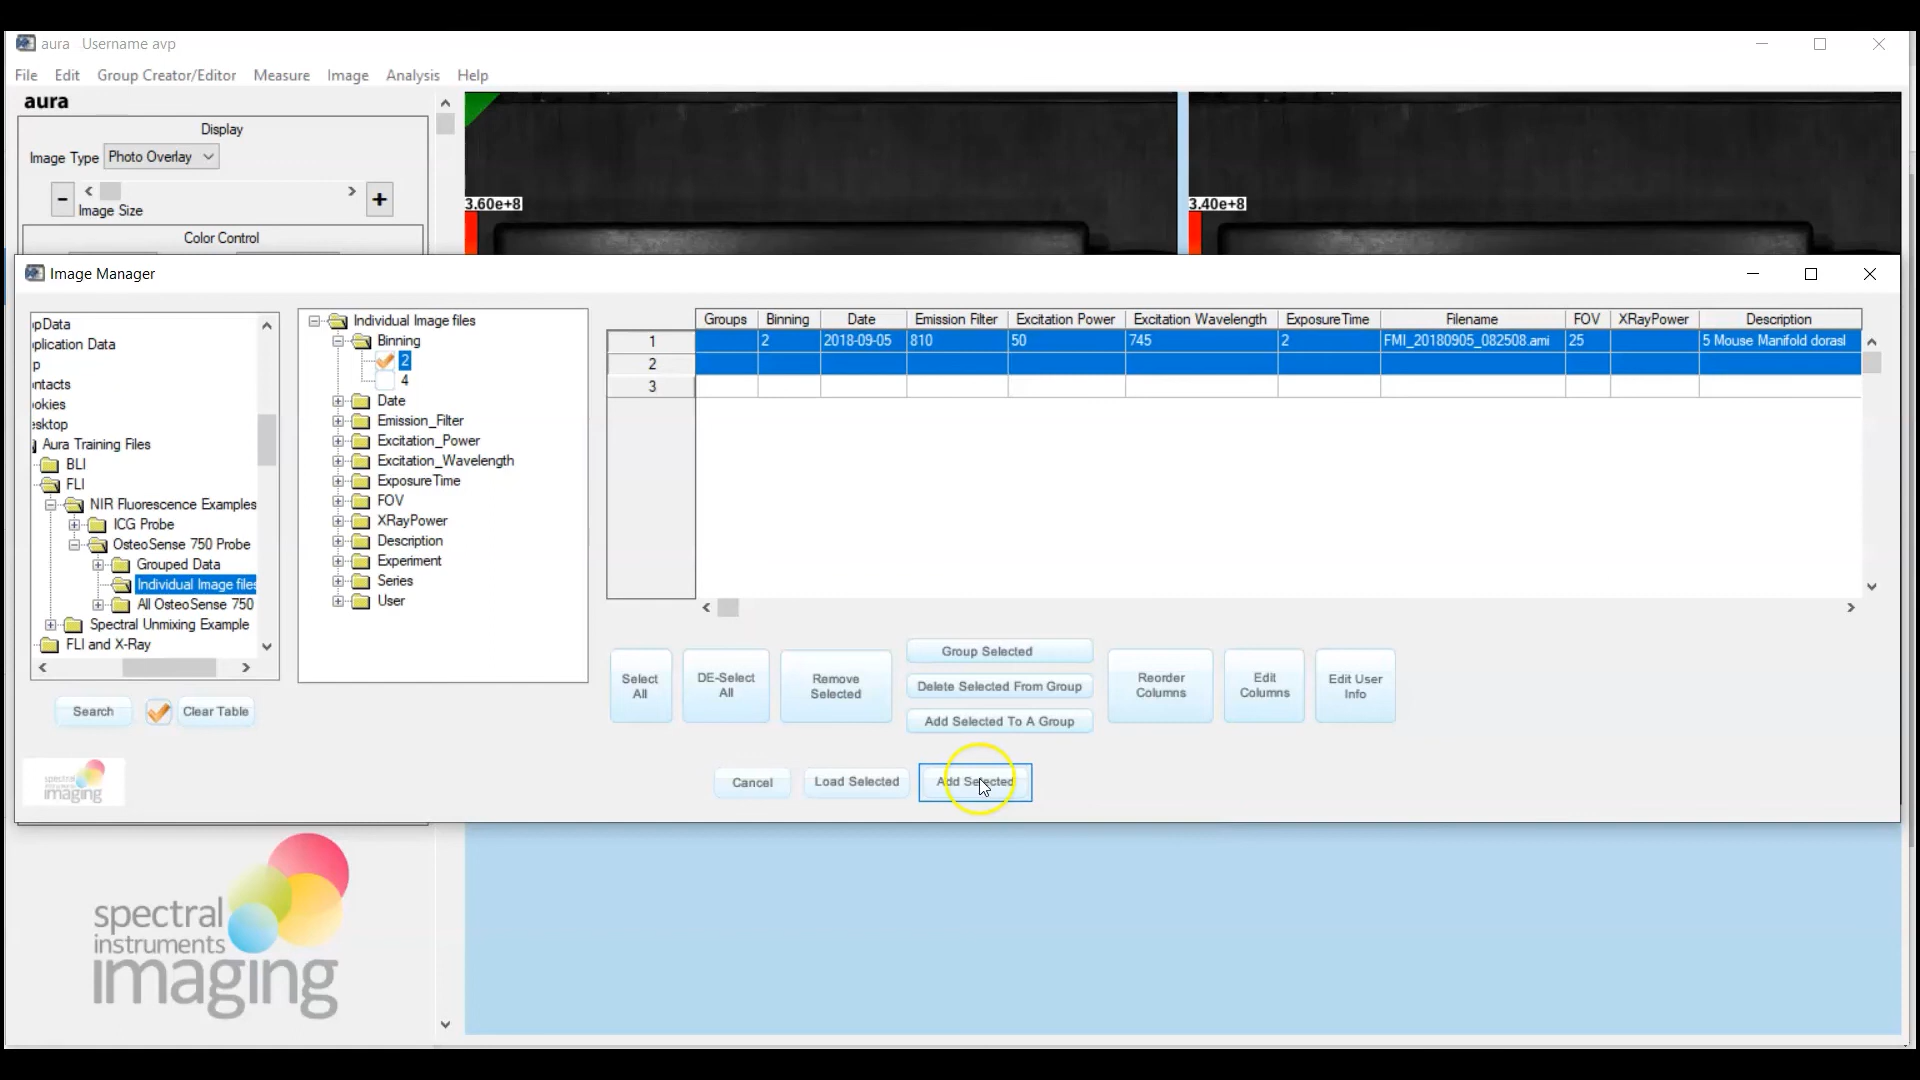 aura Username avp
File Edit Group Creator/Editor Measure Image Analysis Help
aura
Display
Image Type Photo Overlay
- < > +
Image Size
Color Control
3.60e+8
3.40e+8
Image Manager
pData
plication Data
p
ntacts
okies
esktop
Aura Training Files
BLI
FLI
NIR Fluorescence Examples
ICG Probe
OsteoSense 750 Probe
Grouped Data
Individual Image files
All OsteoSense 750
Spectral Unmixing Example
FLI and X-Ray
Search Clear Table
Individual Image files
Binning
2
4
Date
Emission_Filter
Excitation_Power
Excitation_Wavelength
ExposureTime
FOV
XRayPower
Description
Experiment
Series
User
Groups Binning Date Emission Filter Excitation Power Excitation Wavelength ExposureTime Filename FOV XRayPower Description
1 2 2018-09-05 810 50 745 2 FMI_20180905_082508.ami 25 5 Mouse Manifold dorasl
2
3
Select All
DE-Select All
Remove Selected
Group Selected
Delete Selected From Group
Add Selected To A Group
Reorder Columns
Edit Columns
Edit User Info
Cancel Load Selected Add Selected
spectral
instruments
imaging
spectral
instruments
imaging